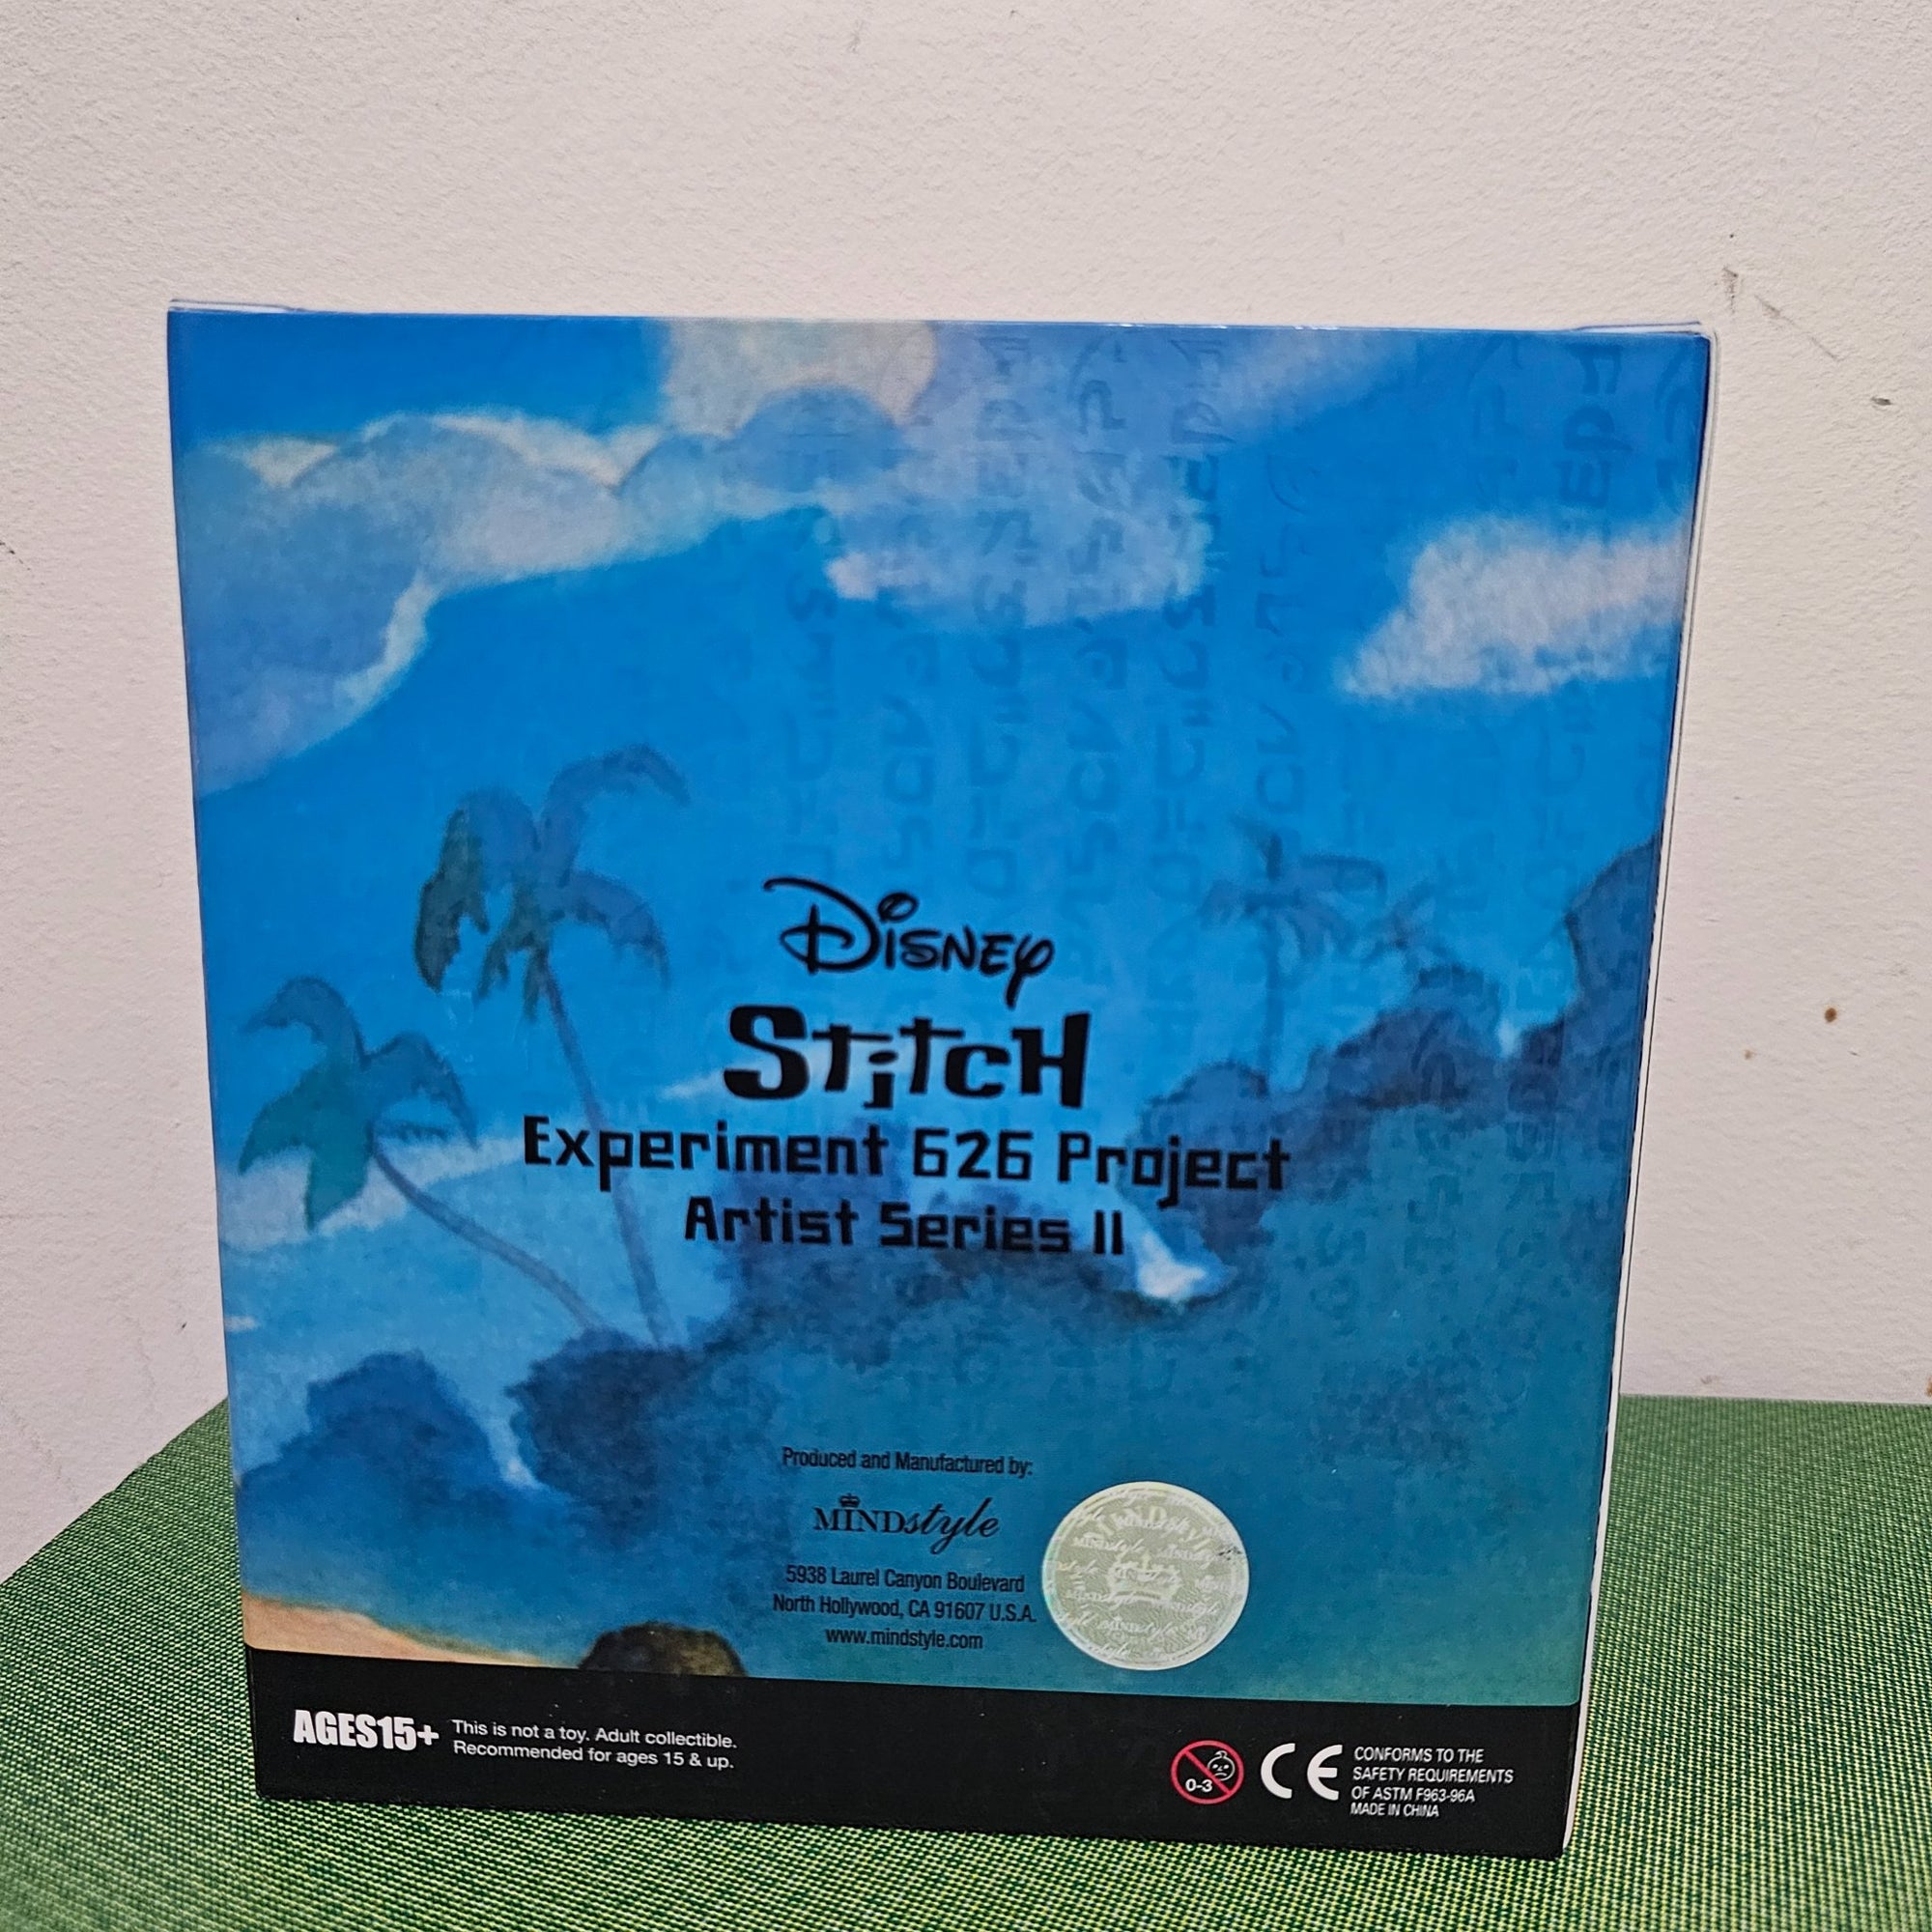 Disney
Stitch
Experiment 626 Project
Artist Series II
Produced and Manufactured by:
MINDstyle
5938 Laurel Canyon Boulevard
North Hollywood, CA 91607 U.S.A.
www.mindstyle.com
AGES15+
This is not a toy. Adult collectible.
Recommended for ages 15 & up.
0-3
CE
CONFORMS TO THE
SAFETY REQUIREMENTS
OF ASTM F963-96A
MADE IN CHINA